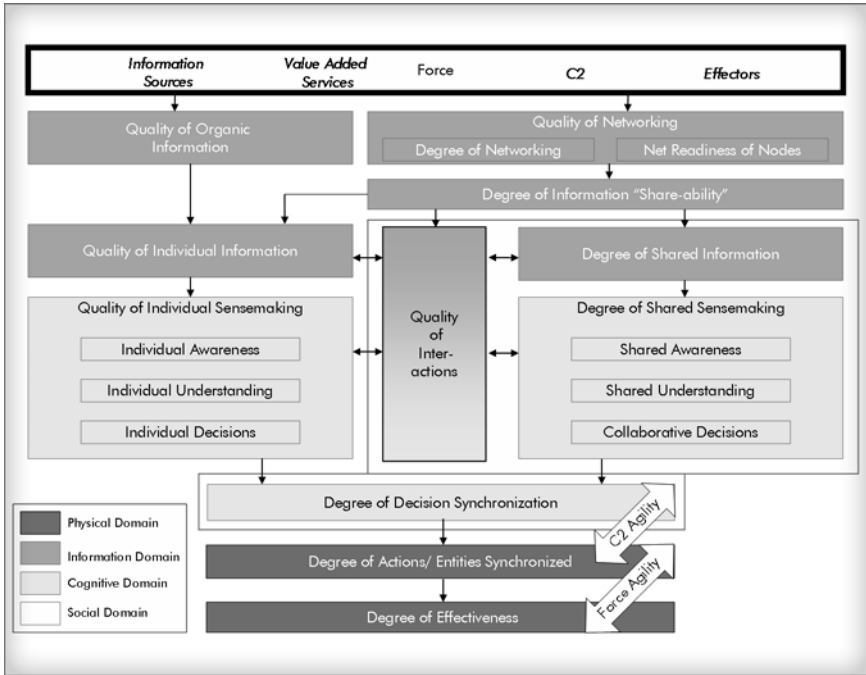 Information
Sources
Value Added
Services
Force
C2
Effectors
Quality of Organic
Information
Quality of Networking
Degree of Networking
Net Readiness of Nodes
Degree of Information “Share-ability”
Quality of Individual Information
Degree of Shared Information
Quality of Individual Sensemaking
Individual Awareness
Individual Understanding
Individual Decisions
Quality
of
Inter-
actions
Degree of Shared Sensemaking
Shared Awareness
Shared Understanding
Collaborative Decisions
Degree of Decision Synchronization
C2 Agility
Degree of Actions/ Entities Synchronized
Force Agility
Degree of Effectiveness
Physical Domain
Information Domain
Cognitive Domain
Social Domain